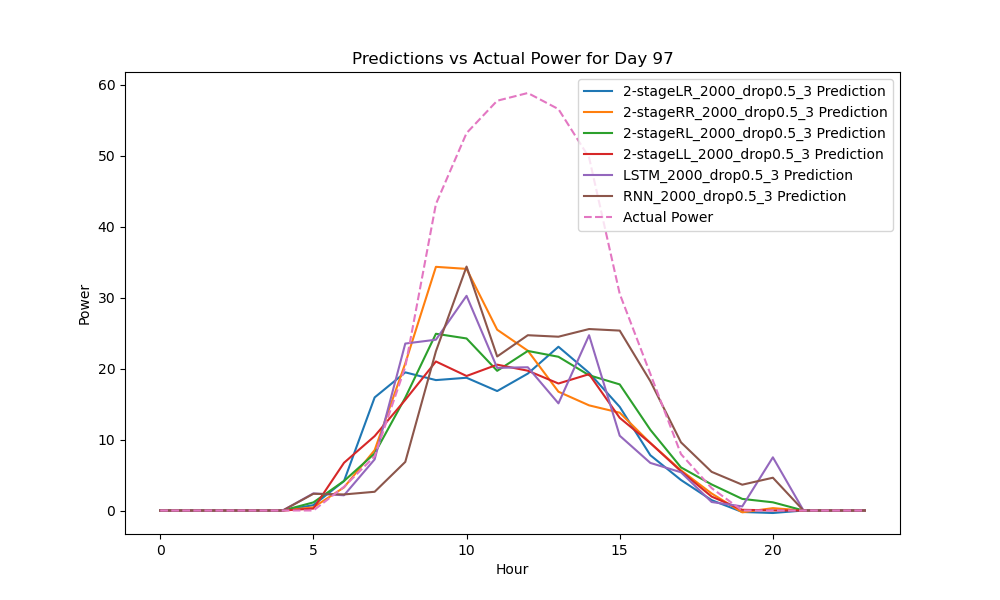 Predictions vs Actual Power for Day 97
60
50
40
30
20
10
0
Power
2-stageLR_2000_drop0.5_3 Prediction
2-stageRR_2000_drop0.5_3 Prediction
2-stageRL_2000_drop0.5_3 Prediction
2-stageLL_2000_drop0.5_3 Prediction
LSTM_2000_drop0.5_3 Prediction
RNN_2000_drop0.5_3 Prediction
Actual Power
0 5 10 15 20
Hour